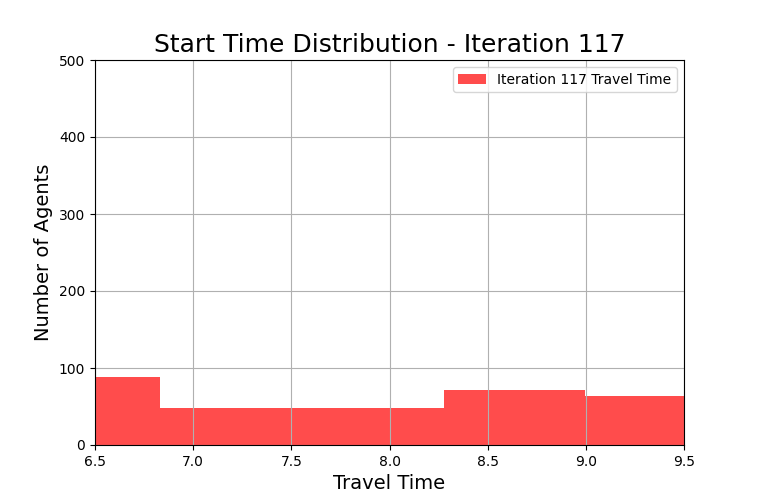 Start Time Distribution - Iteration 117
Iteration 117 Travel Time
Number of Agents
500
400
300
200
100
0
6.5 7.0 7.5 8.0 8.5 9.0 9.5
Travel Time